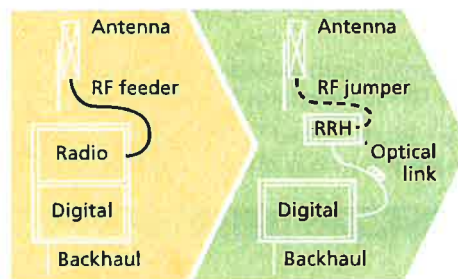 Antenna
RF feeder
Radio
Digital
Backhaul
Antenna
RF jumper
RRH
Optical
link
Digital
Backhaul